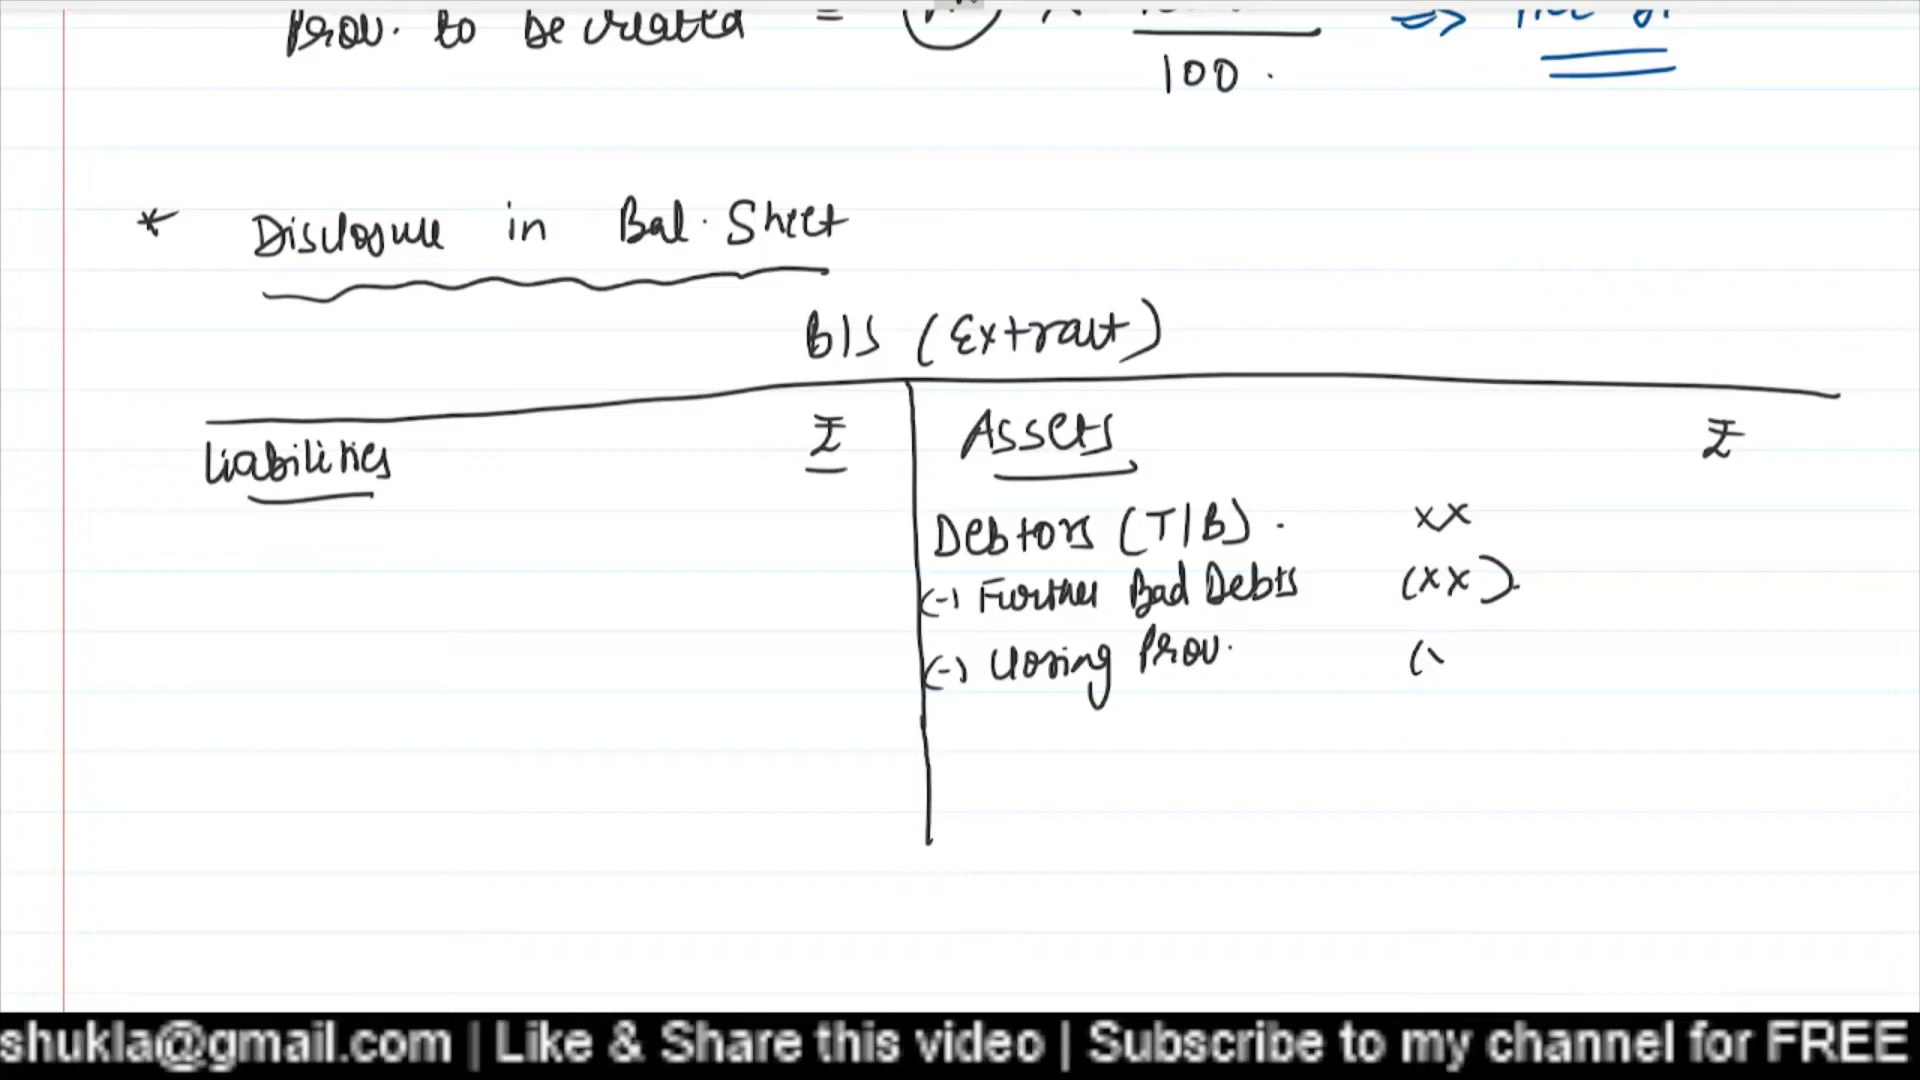 Prov. to be created =
100.
* Disclosure in Bal. Sheet
B/S (Extract)
Liabilities ₹ Assets ₹
Debtors (T/B). xx
(-) Further Bad Debts (xx).
(-) Closing Prov. (
shukla@gmail.com | Like & Share this video | Subscribe to my channel for FREE